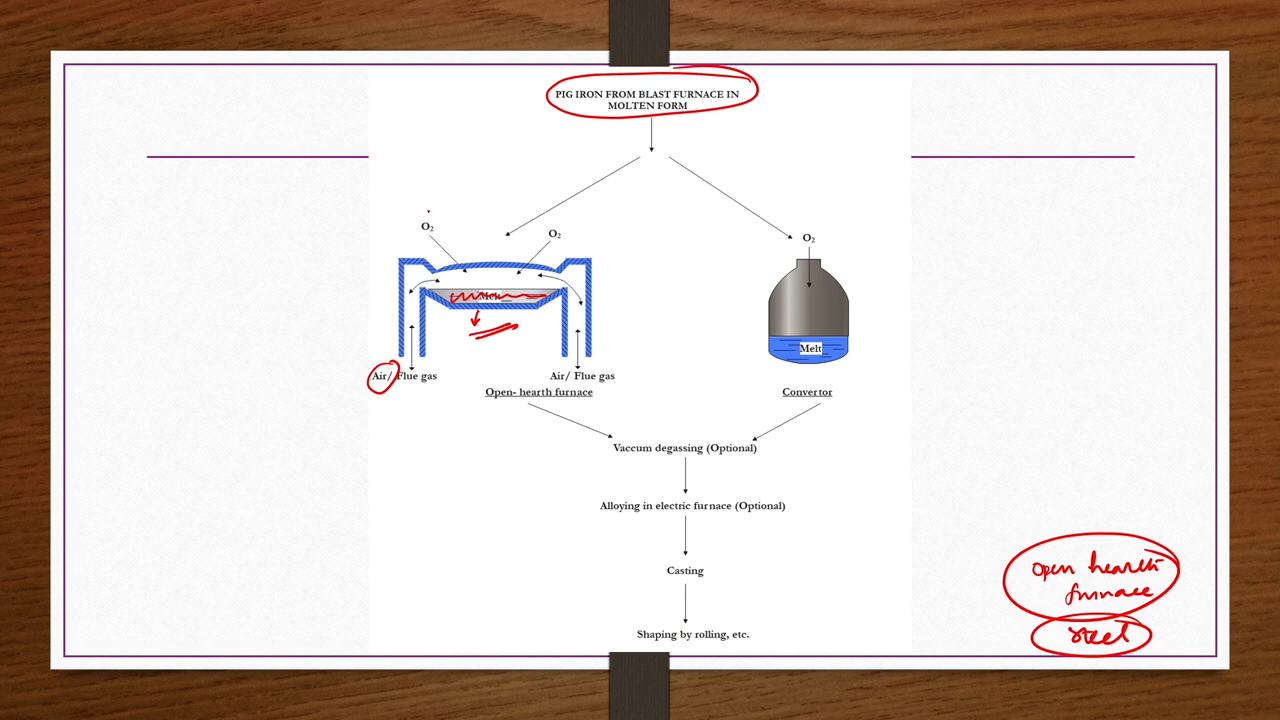 PIG IRON FROM BLAST FURNACE IN
MOLTEN FORM
O₂
O₂
O₂
Melt
Melt
Air/ Flue gas
Air/ Flue gas
Open- hearth furnace
Convertor
Vaccum degassing (Optional)
Alloying in electric furnace (Optional)
Casting
Shaping by rolling, etc.
open hearth
furnace
steel